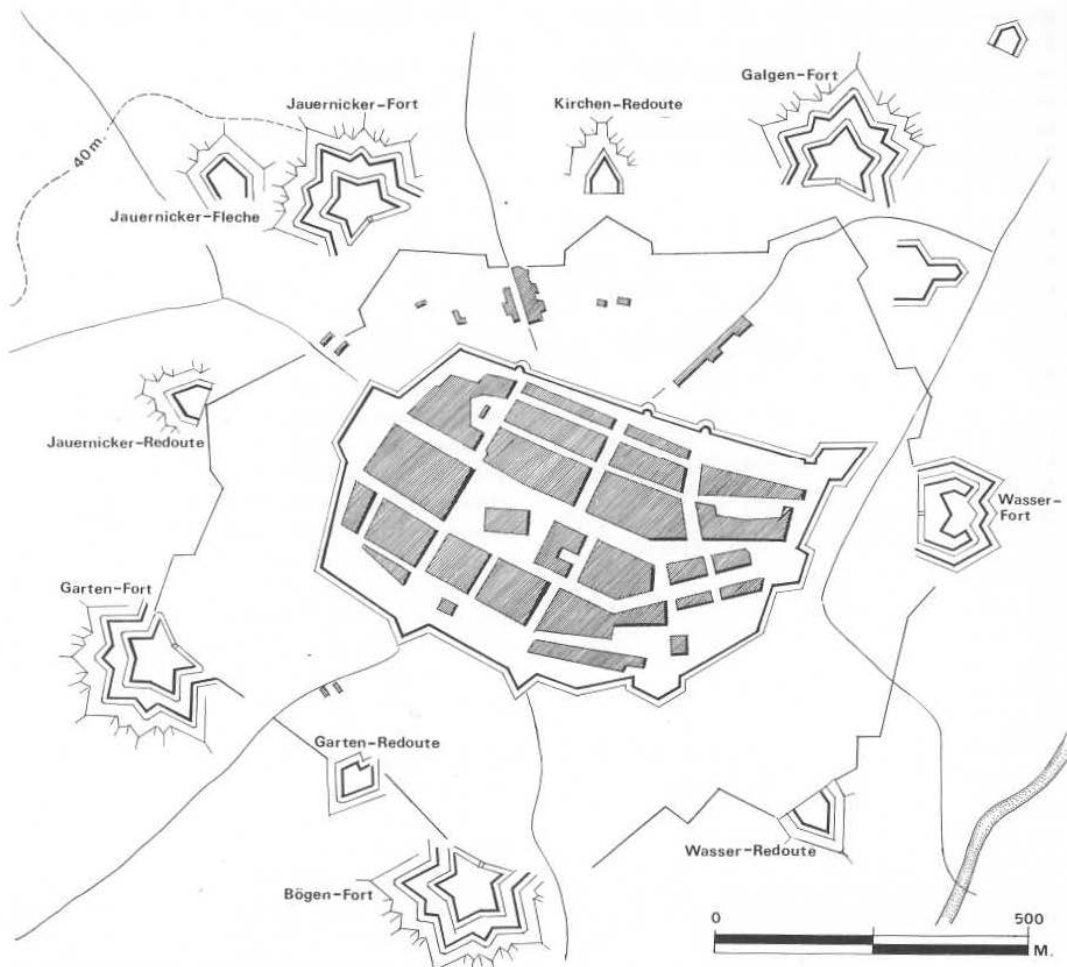 Galgen-Fort
Jauernicker-Fort
Kirchen-Redoute
40 m.
Jauernicker-Fleche
Jauernicker-Redoute
Wasser-
Fort
Garten-Fort
Garten-Redoute
Wasser-Redoute
Bögen-Fort
0 500
M.